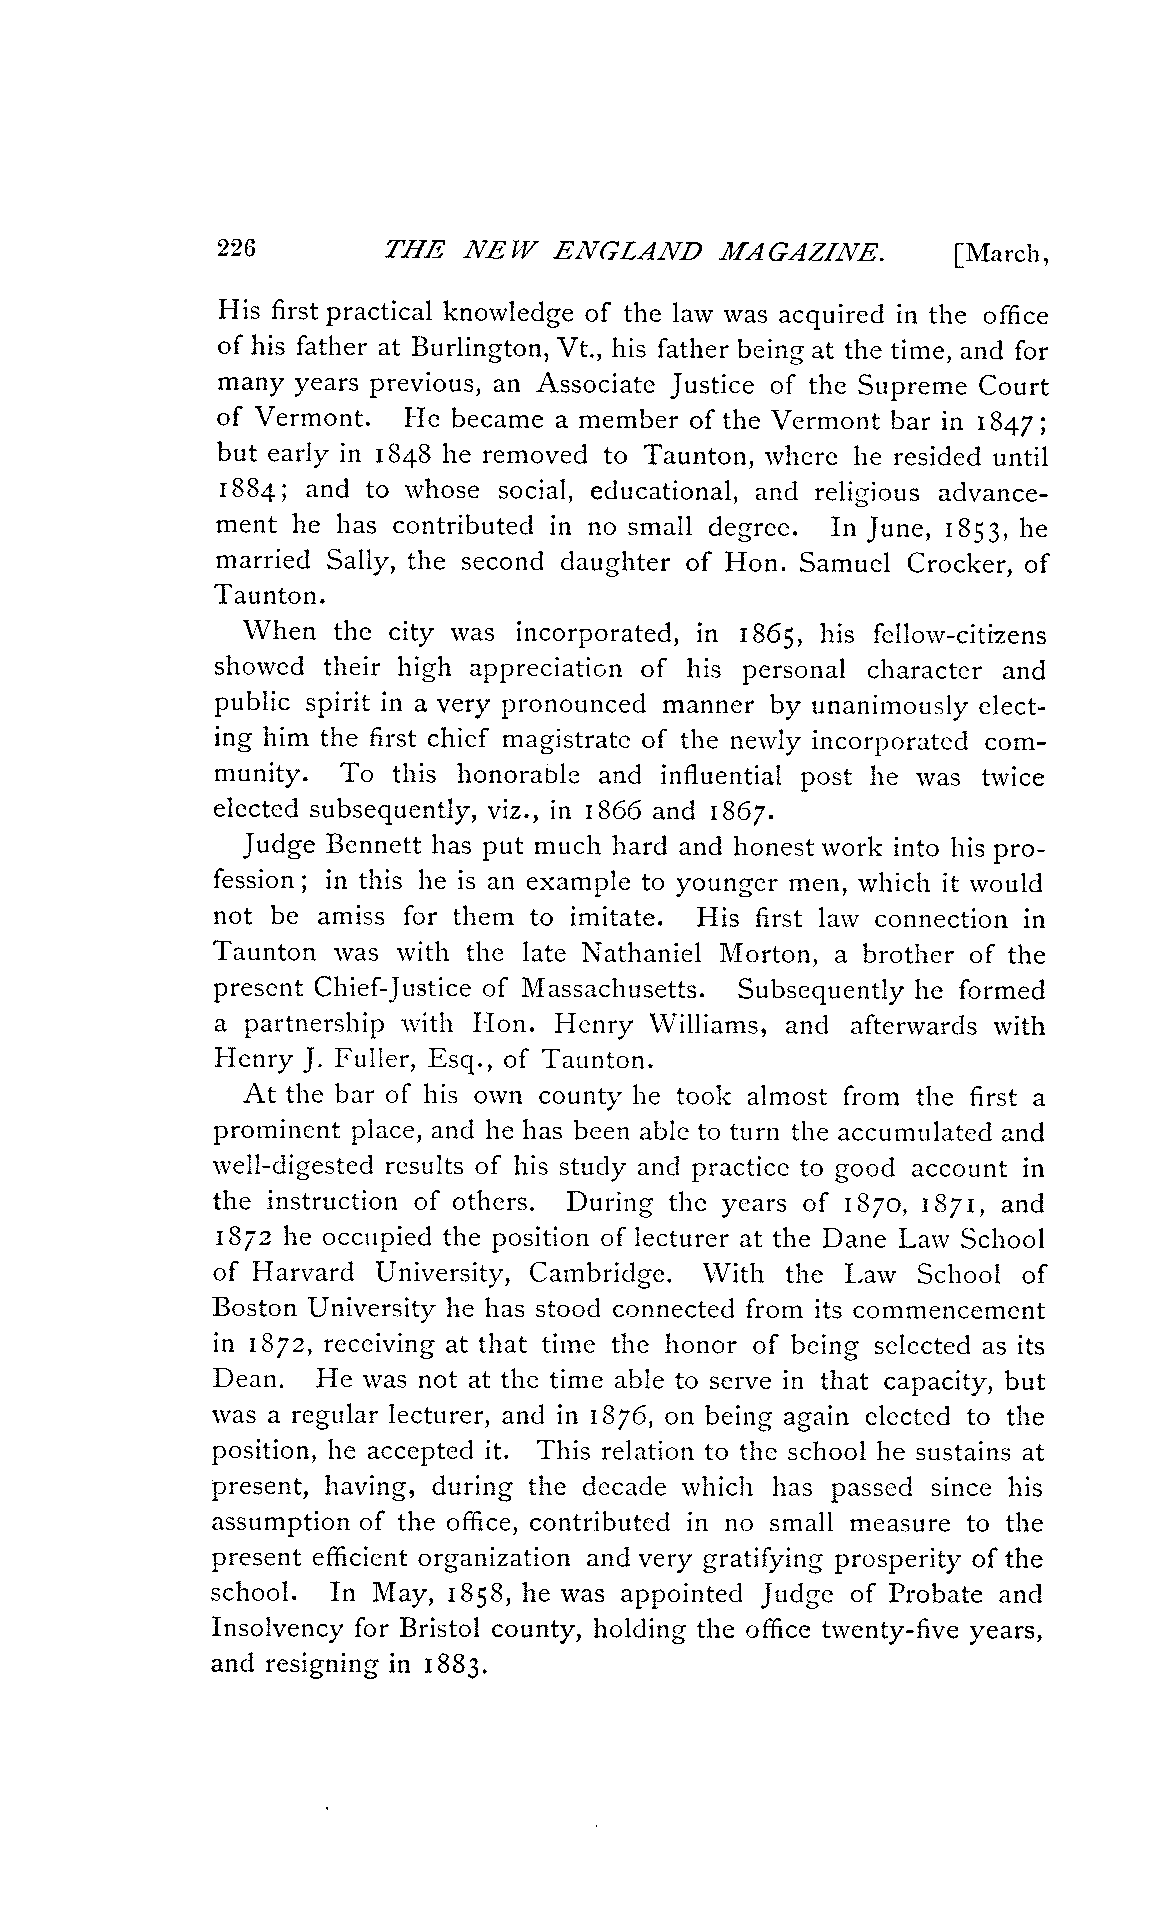 226 THE NEW ENGLAND MAGAZINE. [March,
His first practical knowledge of the law was acquired in the office
of his father at Burlington, Vt., his father being at the time, and for
many years previous, an Associate Justice of the Supreme Court
of Vermont. He became a member of the Vermont bar in 1847;
but early in 1848 he removed to Taunton, where he resided until
1884; and to whose social, educational, and religious advance-
ment he has contributed in no small degree. In June, 1853, he
married Sally, the second daughter of Hon. Samuel Crocker, of
Taunton.
When the city was incorporated, in 1865, his fellow-citizens
showed their high appreciation of his personal character and
public spirit in a very pronounced manner by unanimously elect-
ing him the first chief magistrate of the newly incorporated com-
munity. To this honorable and influential post he was twice
elected subsequently, viz., in 1866 and 1867.
Judge Bennett has put much hard and honest work into his pro-
fession; in this he is an example to younger men, which it would
not be amiss for them to imitate. His first law connection in
Taunton was with the late Nathaniel Morton, a brother of the
present Chief-Justice of Massachusetts. Subsequently he formed
a partnership with Hon. Henry Williams, and afterwards with
Henry J. Fuller, Esq., of Taunton.
At the bar of his own county he took almost from the first a
prominent place, and he has been able to turn the accumulated and
well-digested results of his study and practice to good account in
the instruction of others. During the years of 1870, 1871, and
1872 he occupied the position of lecturer at the Dane Law School
of Harvard University, Cambridge. With the Law School of
Boston University he has stood connected from its commencement
in 1872, receiving at that time the honor of being selected as its
Dean. He was not at the time able to serve in that capacity, but
was a regular lecturer, and in 1876, on being again elected to the
position, he accepted it. This relation to the school he sustains at
present, having, during the decade which has passed since his
assumption of the office, contributed in no small measure to the
present efficient organization and very gratifying prosperity of the
school. In May, 1858, he was appointed Judge of Probate and
Insolvency for Bristol county, holding the office twenty-five years,
and resigning in 1883.